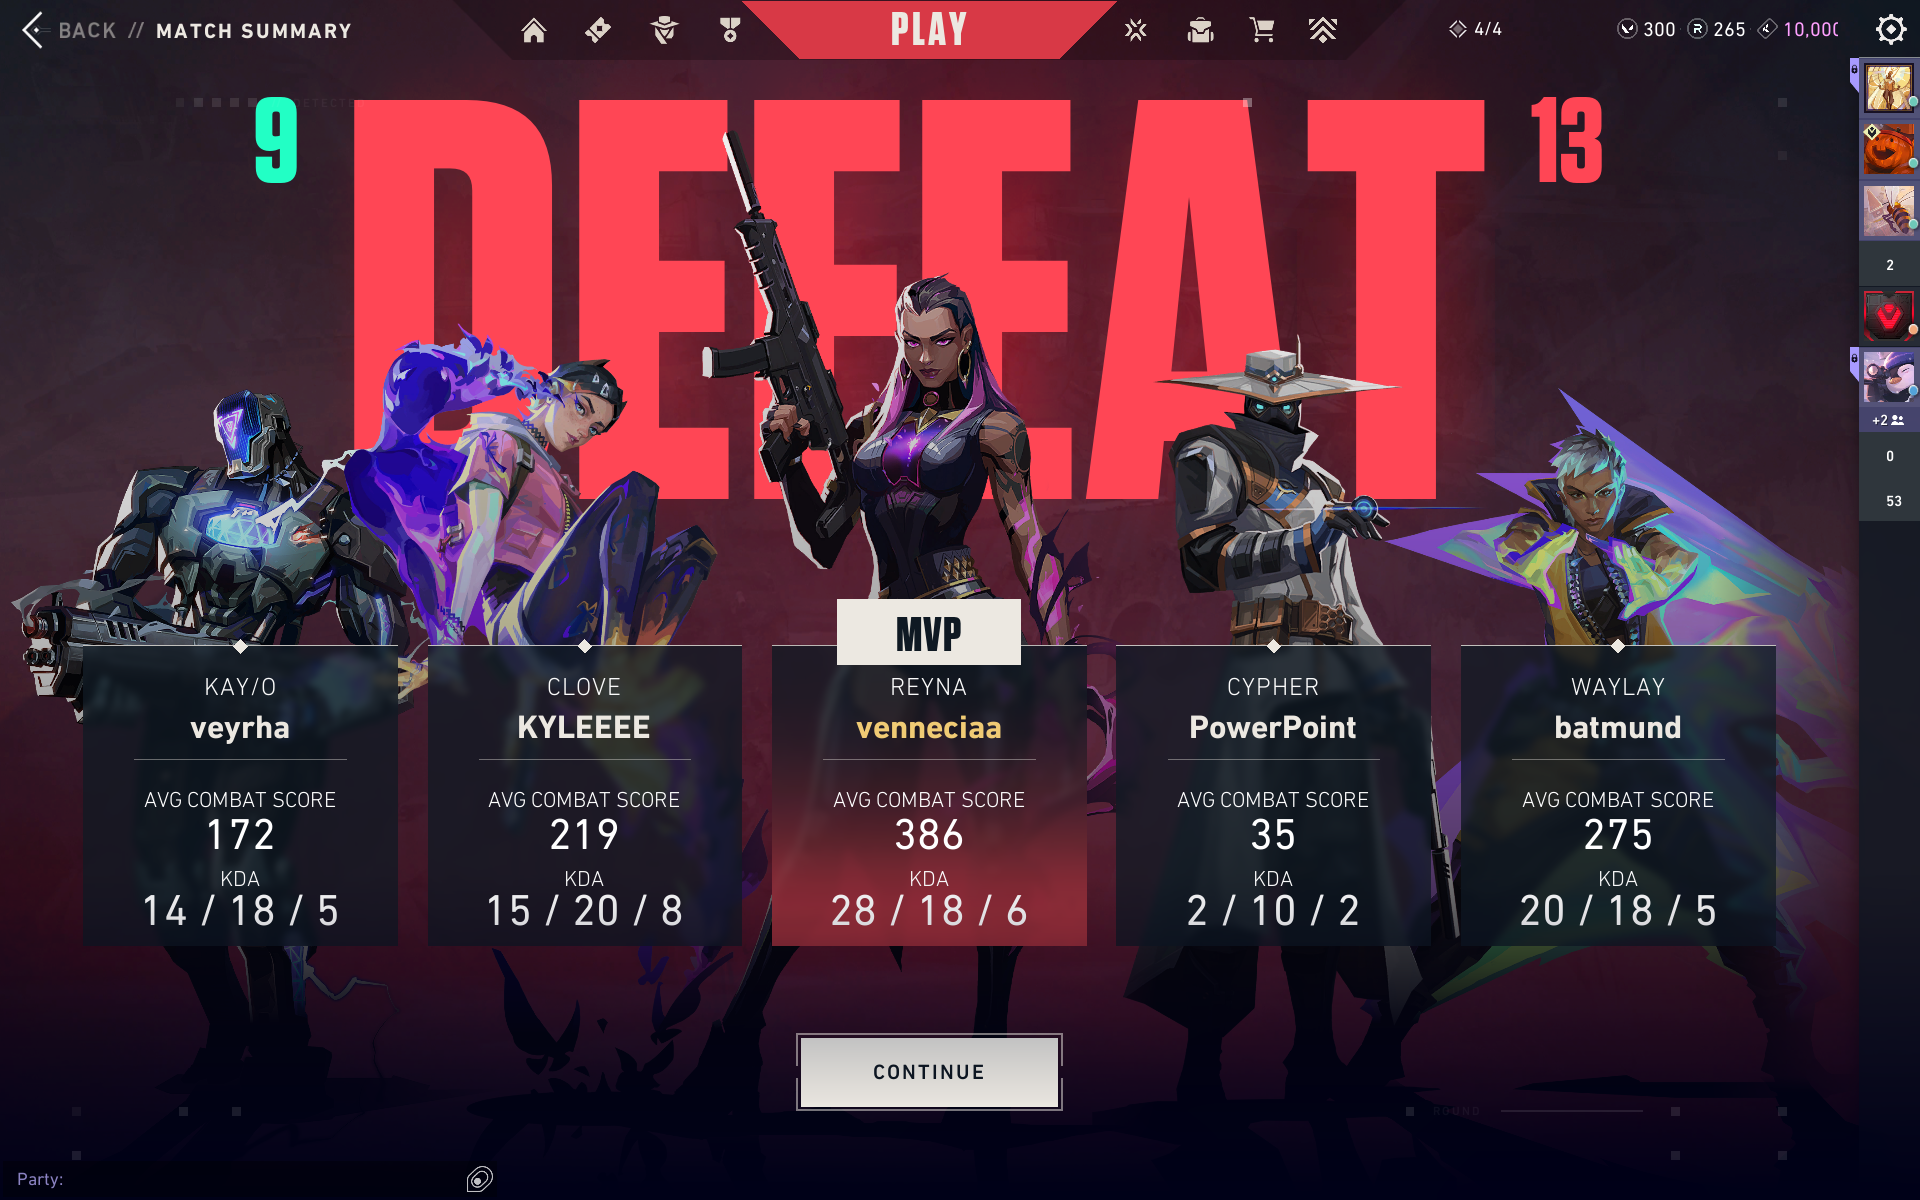 BACK // MATCH SUMMARY
PLAY
4/4
300
265
10,000
9
DEFEAT
13
2
+2
0
53
MVP
KAY/O
veyrha
AVG COMBAT SCORE
172
KDA
14 / 18 / 5
CLOVE
KYLEEEE
AVG COMBAT SCORE
219
KDA
15 / 20 / 8
REYNA
venneciaa
AVG COMBAT SCORE
386
KDA
28 / 18 / 6
CYPHER
PowerPoint
AVG COMBAT SCORE
35
KDA
2 / 10 / 2
WAYLAY
batmund
AVG COMBAT SCORE
275
KDA
20 / 18 / 5
CONTINUE
ROUND
Party: